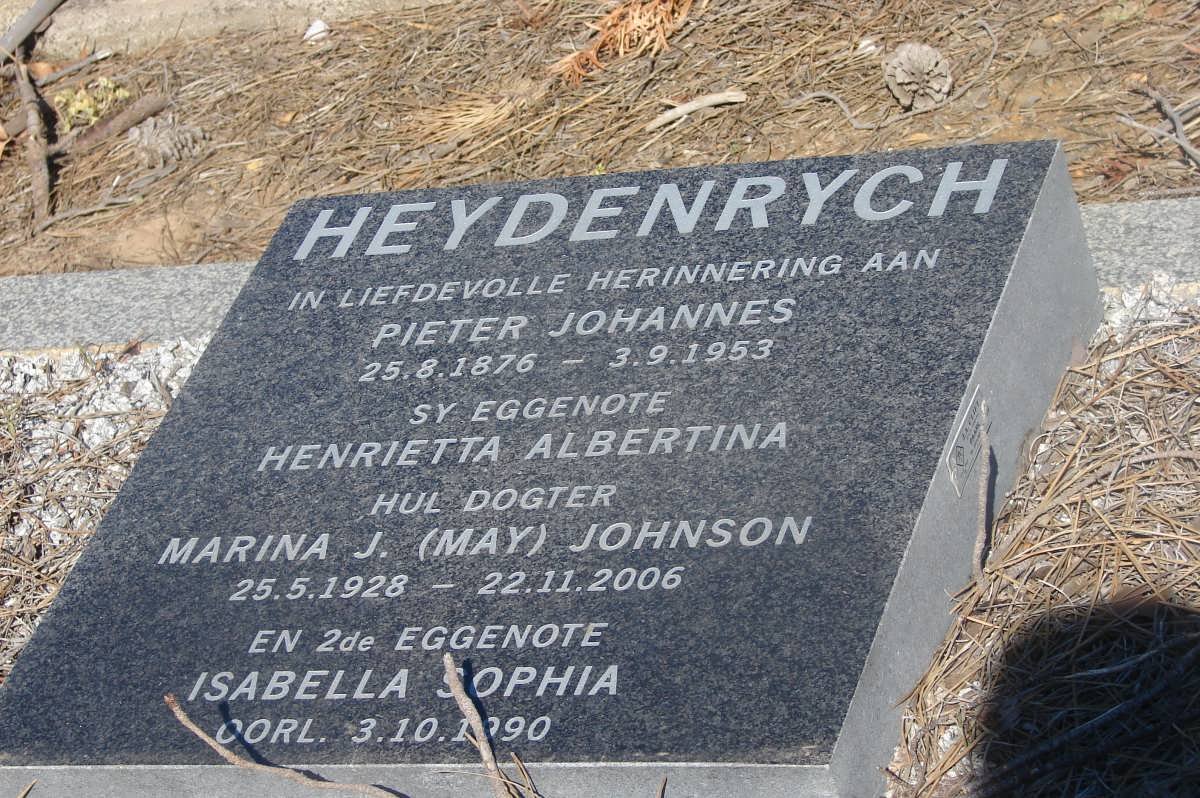 HEYDENRYCH
IN LIEFDEVOLLE HERINNERING AAN
PIETER JOHANNES
25.8.1876 – 3.9.1953
SY EGGENOTE
HENRIETTA ALBERTINA
HUL DOGTER
MARINA J. (MAY) JOHNSON
25.5.1928 – 22.11.2006
EN 2de EGGENOTE
ISABELLA SOPHIA
OORL. 3.10.1990